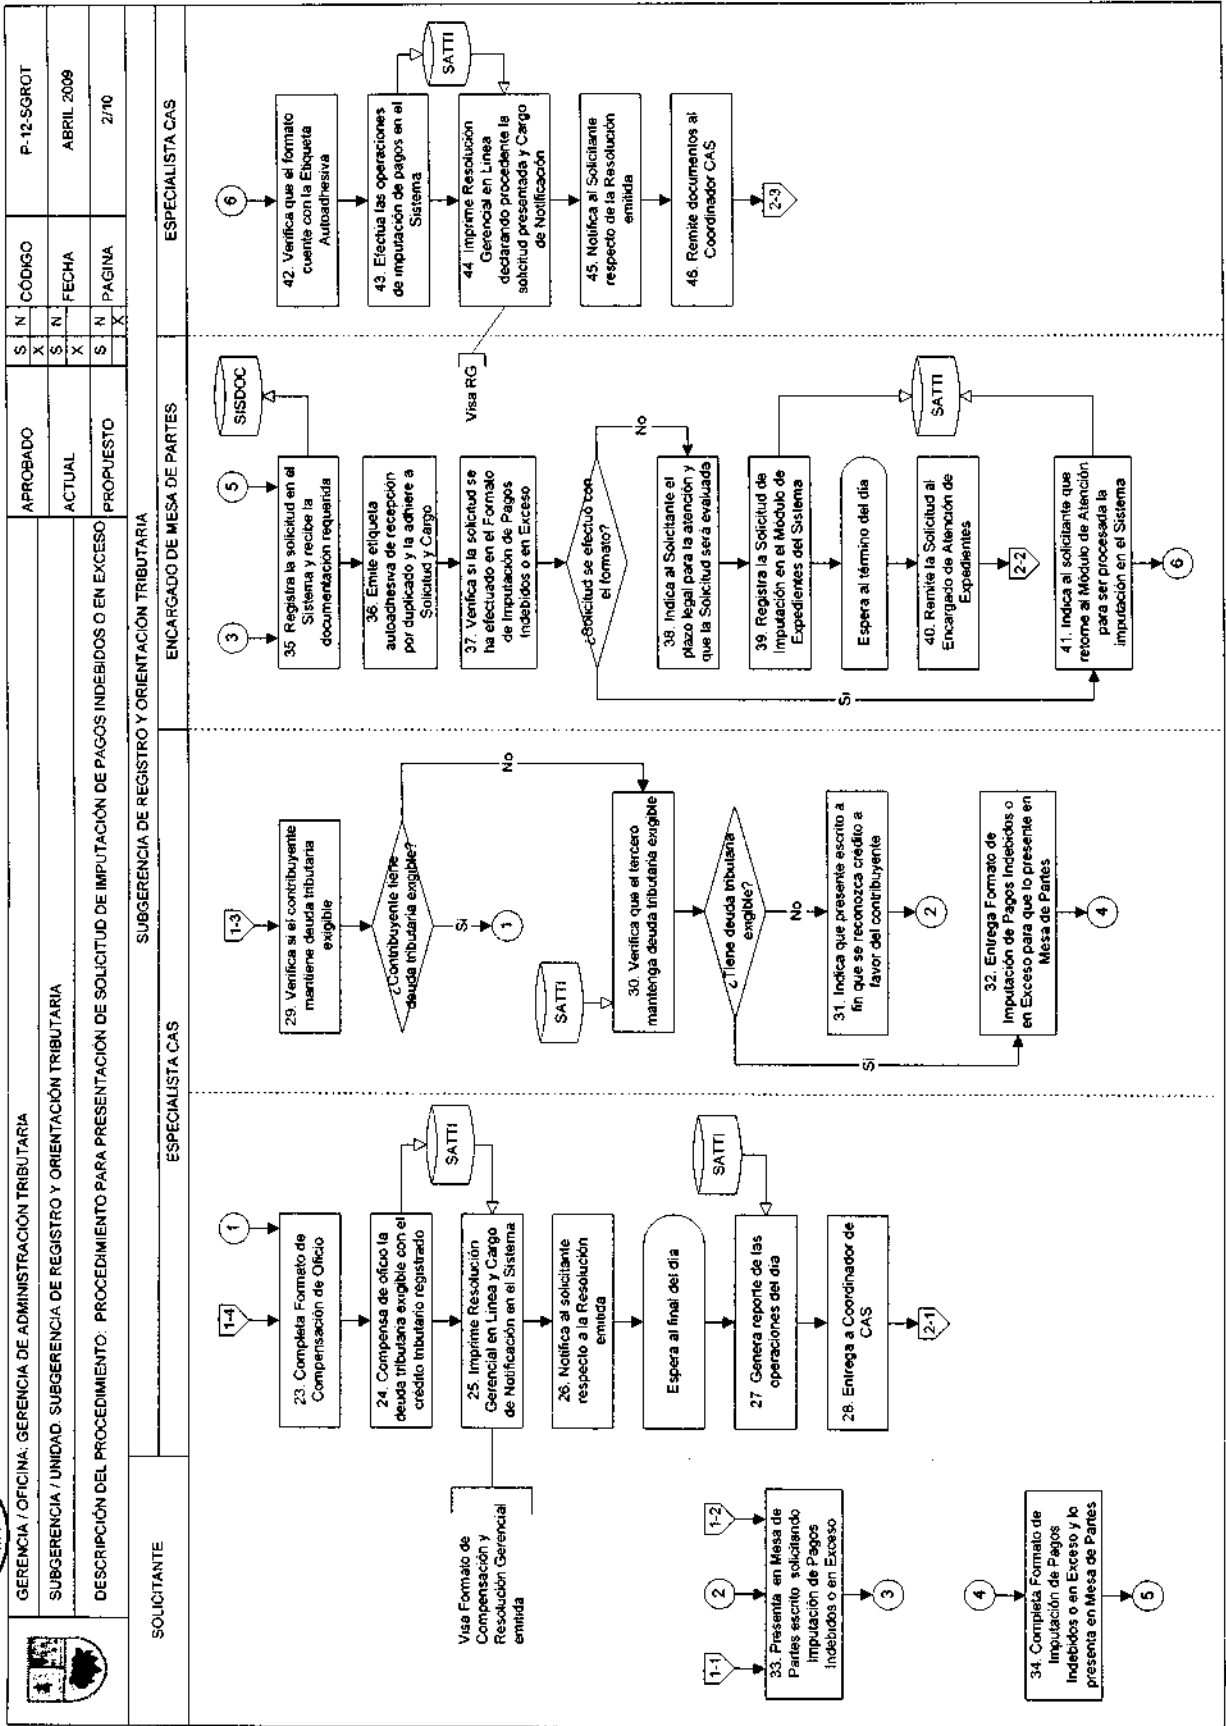 GERENCIA / OFICINA: GERENCIA DE ADMINISTRACIÓN TRIBUTARIA
APROBADO
S N
X
CÓDIGO
P-12-SGROT
SUBGERENCIA / UNIDAD. SUBGERENCIA DE REGISTRO Y ORIENTACIÓN TRIBUTARIA
ACTUAL
S N
X
FECHA
ABRIL 2009
DESCRIPCIÓN DEL PROCEDIMIENTO: PROCEDIMIENTO PARA PRESENTACIÓN DE SOLICITUD DE IMPUTACIÓN DE PAGOS INDEBIDOS O EN EXCESO
PROPUESTO
S N
X
PAGINA
2/10
SOLICITANTE
SUBGERENCIA DE REGISTRO Y ORIENTACIÓN TRIBUTARIA
ESPECIALISTA CAS
ENCARGADO DE MESA DE PARTES
ESPECIALISTA CAS
Visa Formato de
Compensación y
Resolución Gerencial
emitida
1-1
2
1-2
33. Presenta en Mesa de
Partes escrito solicitando
Imputación de Pagos
Indebidos o en Exceso
3
4
34. Completa Formato de
Imputación de Pagos
Indebidos o en Exceso y lo
presenta en Mesa de Partes
5
1-4
1
23. Completa Formato de
Compensación de Oficio
24. Compensa de oficio la
deuda tributaria exigible con el
crédito tributario registrado
SATTI
25. Imprime Resolución
Gerencial en Línea y Cargo
de Notificación en el Sistema
26. Notifica al solicitante
respecto a la Resolución
emitida
Espera al final del día
SATTI
27 Genera reporte de las
operaciones del día
28. Entrega a Coordinador de
CAS
2-1
1-3
29. Verifica si el contribuyente
mantiene deuda tributaria
exigible
¿Contribuyente tiene
deuda tributaria exigible?
No
Si
1
SATTI
30. Verifica que el tercero
mantenga deuda tributaria exigible
¿Tiene deuda tributaria
exigible?
No
Si
31. Indica que presente escrito a
fin que se reconozca crédito a
favor del contribuyente
2
32. Entrega Formato de
Imputación de Pagos Indebidos o
en Exceso para que lo presente en
Mesa de Partes
4
3
5
SISDOC
35 Registra la solicitud en el
Sistema y recibe la
documentación requerida
36. Emite etiqueta
autoadhesiva de recepción
por duplicado y la adhiere a
Solicitud y Cargo
37. Verifica si la solicitud se
ha efectuado en el Formato
de Imputación de Pagos
Indebidos o en Exceso
¿Solicitud se efectuó con
el formato?
No
Si
38. Indica al Solicitante el
plazo legal para la atención y
que la Solicitud será evaluada
39. Registra la Solicitud de
Imputación en el Módulo de
Expedientes del Sistema
SATTI
Espera al término del día
40. Remite la Solicitud al
Encargado de Atención de
Expedientes
2-2
41. Indica al solicitante que
retorne al Módulo de Atención
para ser procesada la
imputación en el Sistema
6
6
42. Verifica que el formato
cuente con la Etiqueta
Autoadhesiva
43. Efectúa las operaciones
de imputación de pagos en el
Sistema
SATTI
44 Imprime Resolución
Gerencial en Línea
declarando procedente la
solicitud presentada y Cargo
de Notificación
Visa RG
45. Notifica al Solicitante
respecto de la Resolución
emitida
46. Remite documentos al
Coordinador CAS
2-3